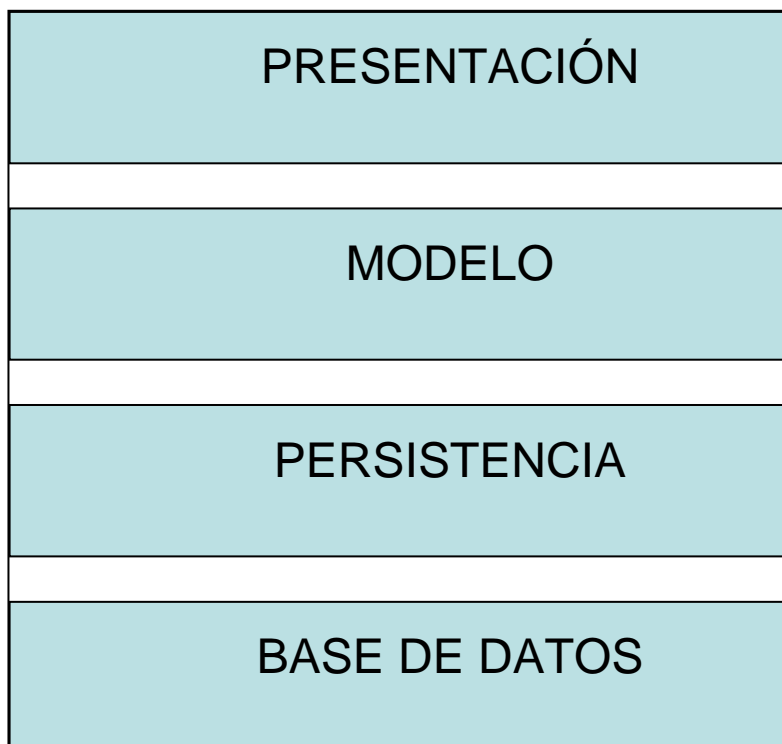 PRESENTACIÓN
MODELO
PERSISTENCIA
BASE DE DATOS